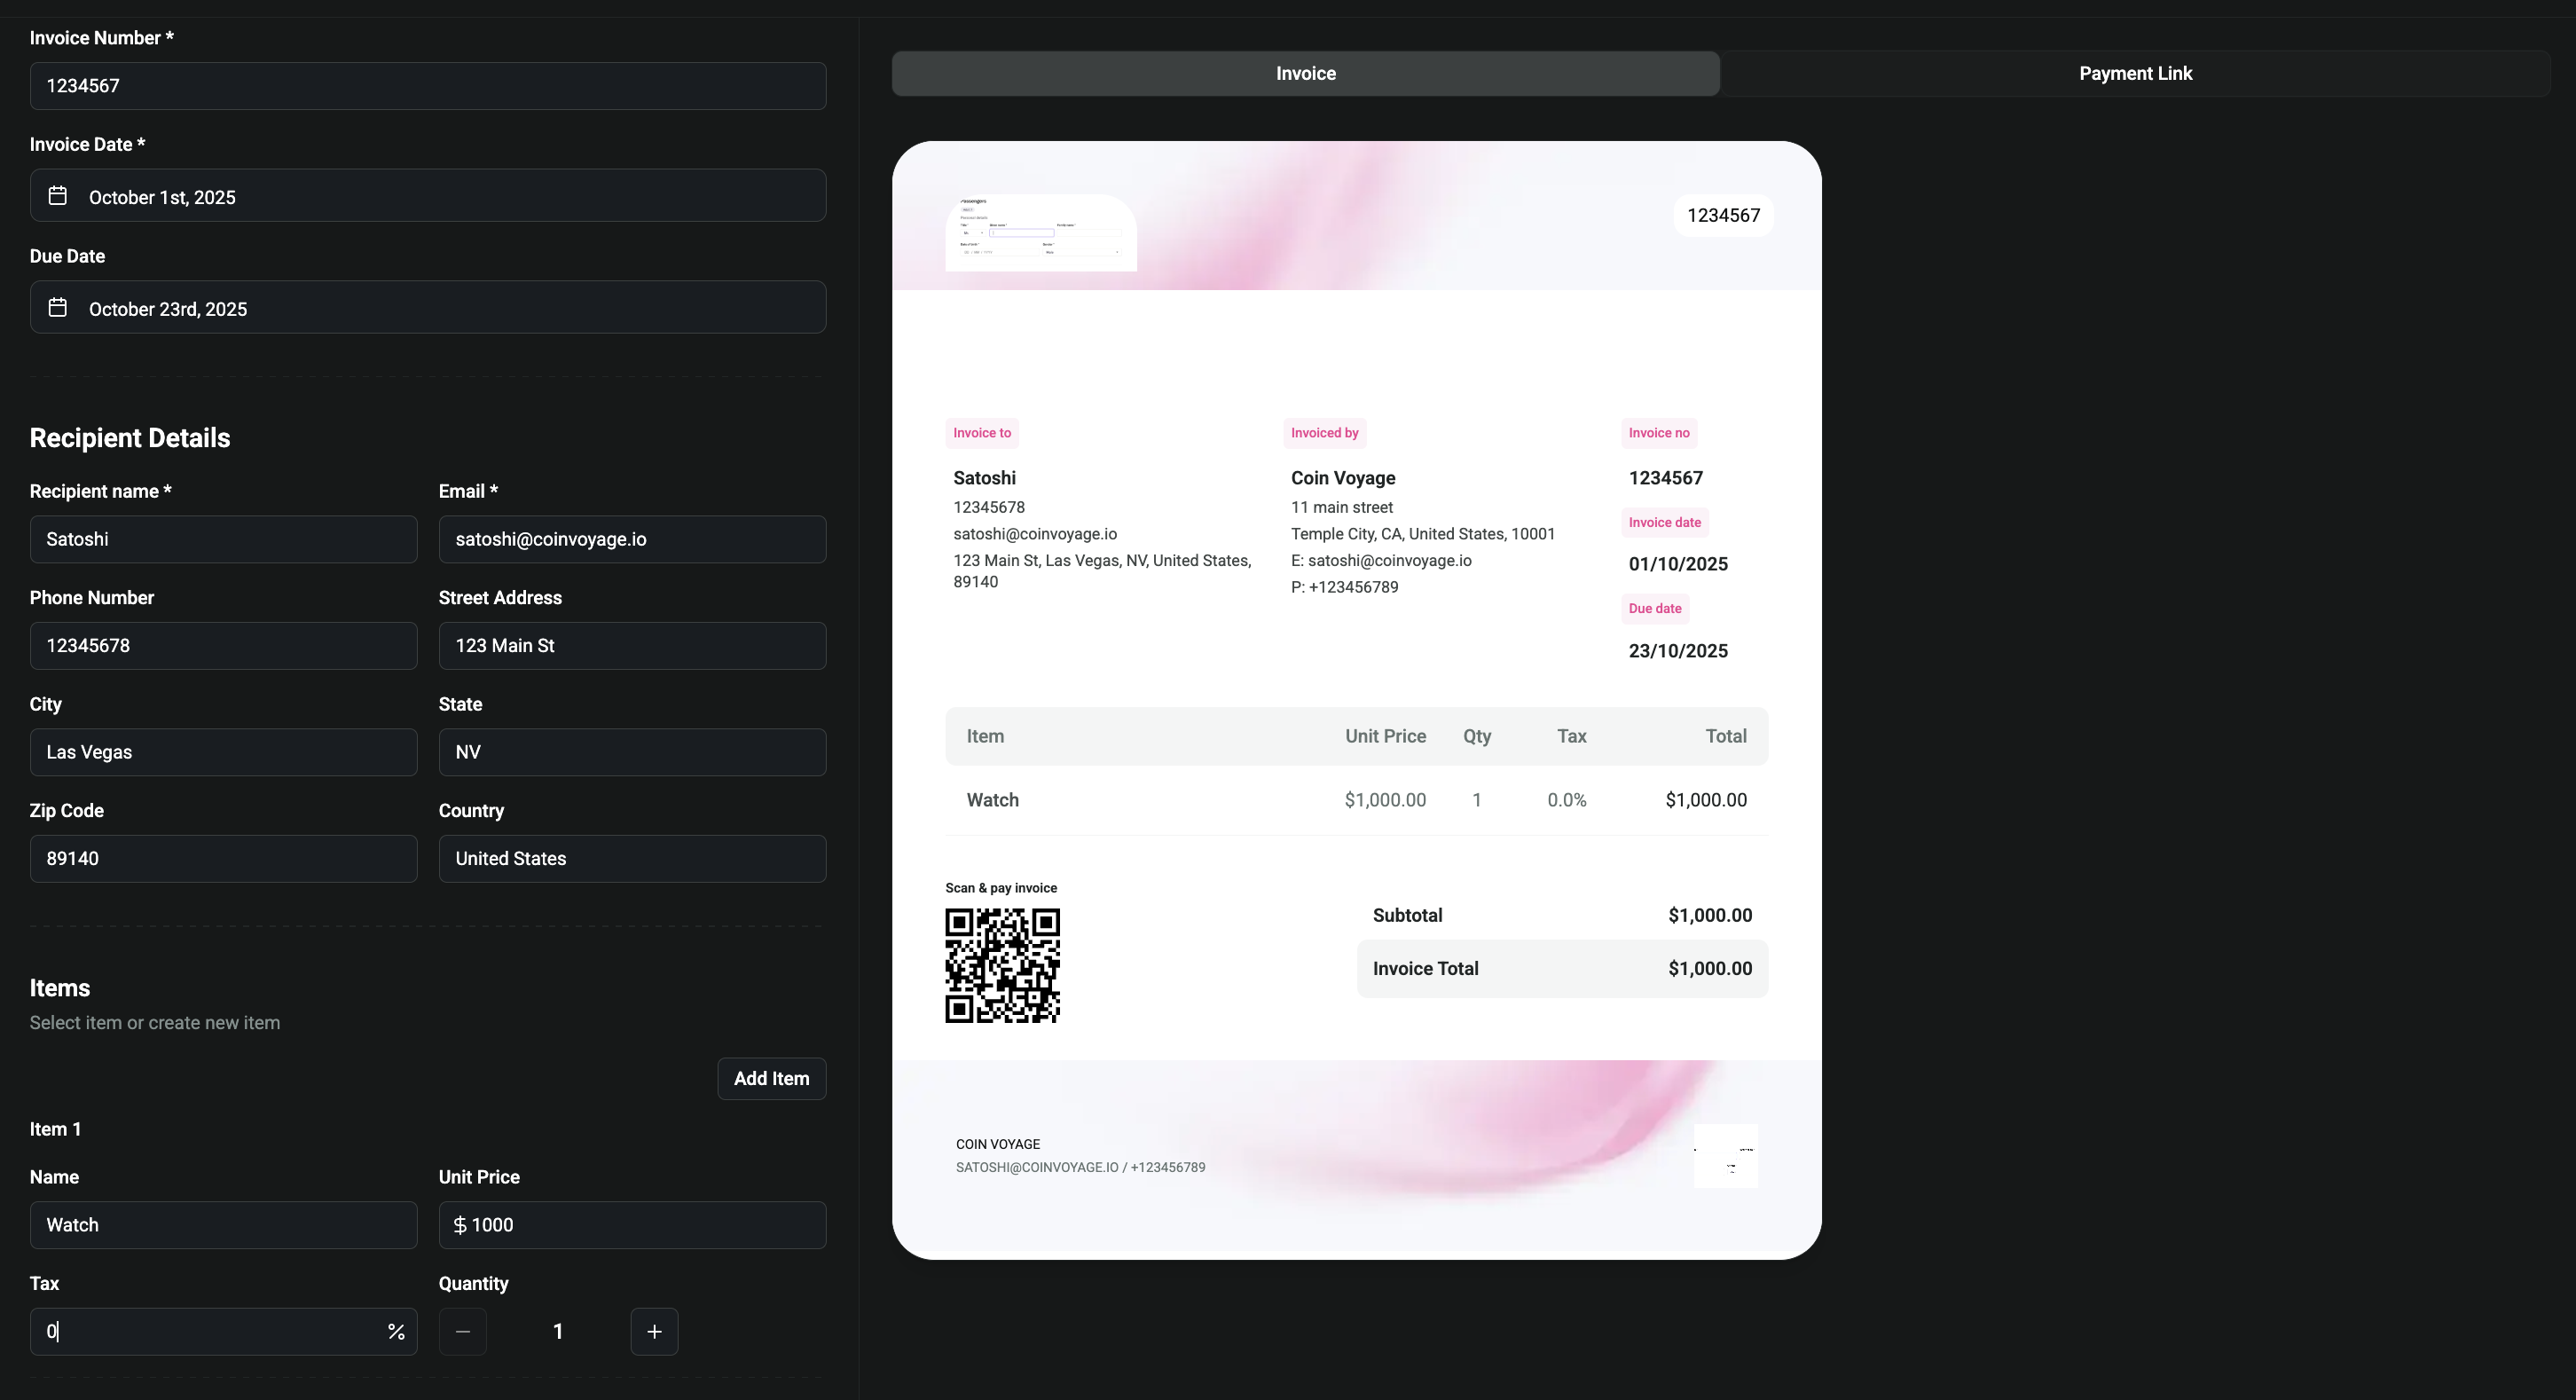 Invoice Number *
1234567
Invoice Date *
October 1st, 2025
Due Date
October 23rd, 2025
Recipient Details
Recipient name *
Email *
Satoshi
satoshi@coinvoyage.io
Phone Number
Street Address
12345678
123 Main St
City
State
Las Vegas
NV
Zip Code
Country
89140
United States
Items
Select item or create new item
Add Item
Item 1
Name
Unit Price
Watch
$ 1000
Tax
Quantity
0
%
1
Invoice
Payment Link
1234567
Invoice to
Satoshi
12345678
satoshi@coinvoyage.io
123 Main St, Las Vegas, NV, United States,
89140
Invoiced by
Coin Voyage
11 main street
Temple City, CA, United States, 10001
E: satoshi@coinvoyage.io
P: +123456789
Invoice no
1234567
Invoice date
01/10/2025
Due date
23/10/2025
Item Unit Price Qty Tax Total
Watch $1,000.00 1 0.0% $1,000.00
Scan & pay invoice
Subtotal $1,000.00
Invoice Total $1,000.00
COIN VOYAGE
SATOSHI@COINVOYAGE.IO / +123456789